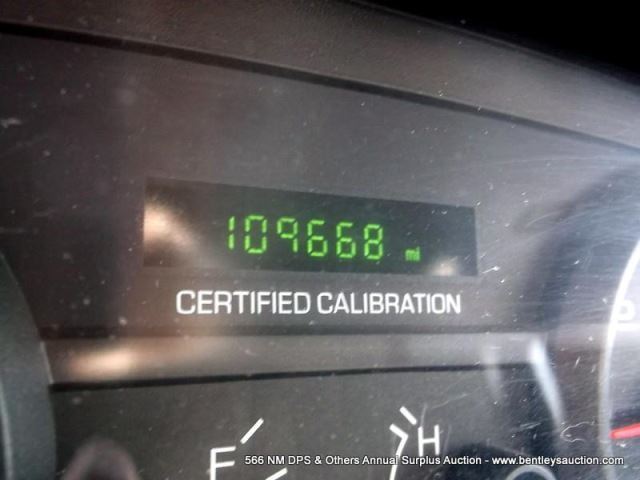 109668 mi
CERTIFIED CALIBRATION
F H
566 NM DPS & Others Annual Surplus Auction - www.bentleysauction.com